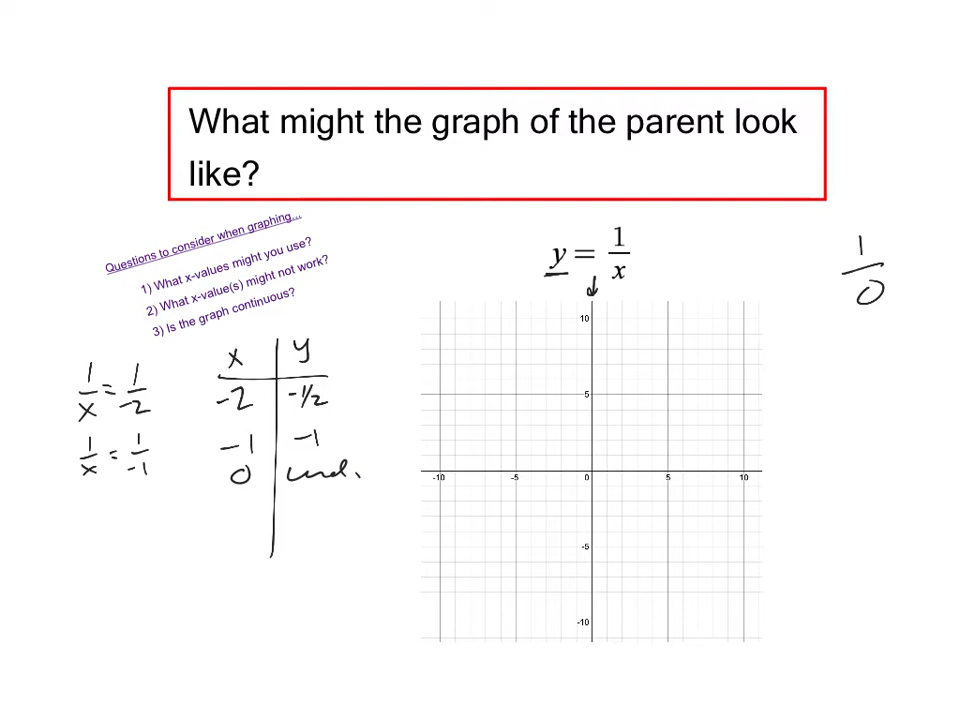 What might the graph of the parent look
like?
Questions to consider when graphing...
1) What x-values might you use?
2) What x-value(s) might not work?
3) Is the graph continuous?
y = 1/x
1/0
1/x = 1/-2
1/x = 1/-1
x y
-2 -1/2
-1 -1
0 und.
10
5
-10 -5 0 5 10
-5
-10